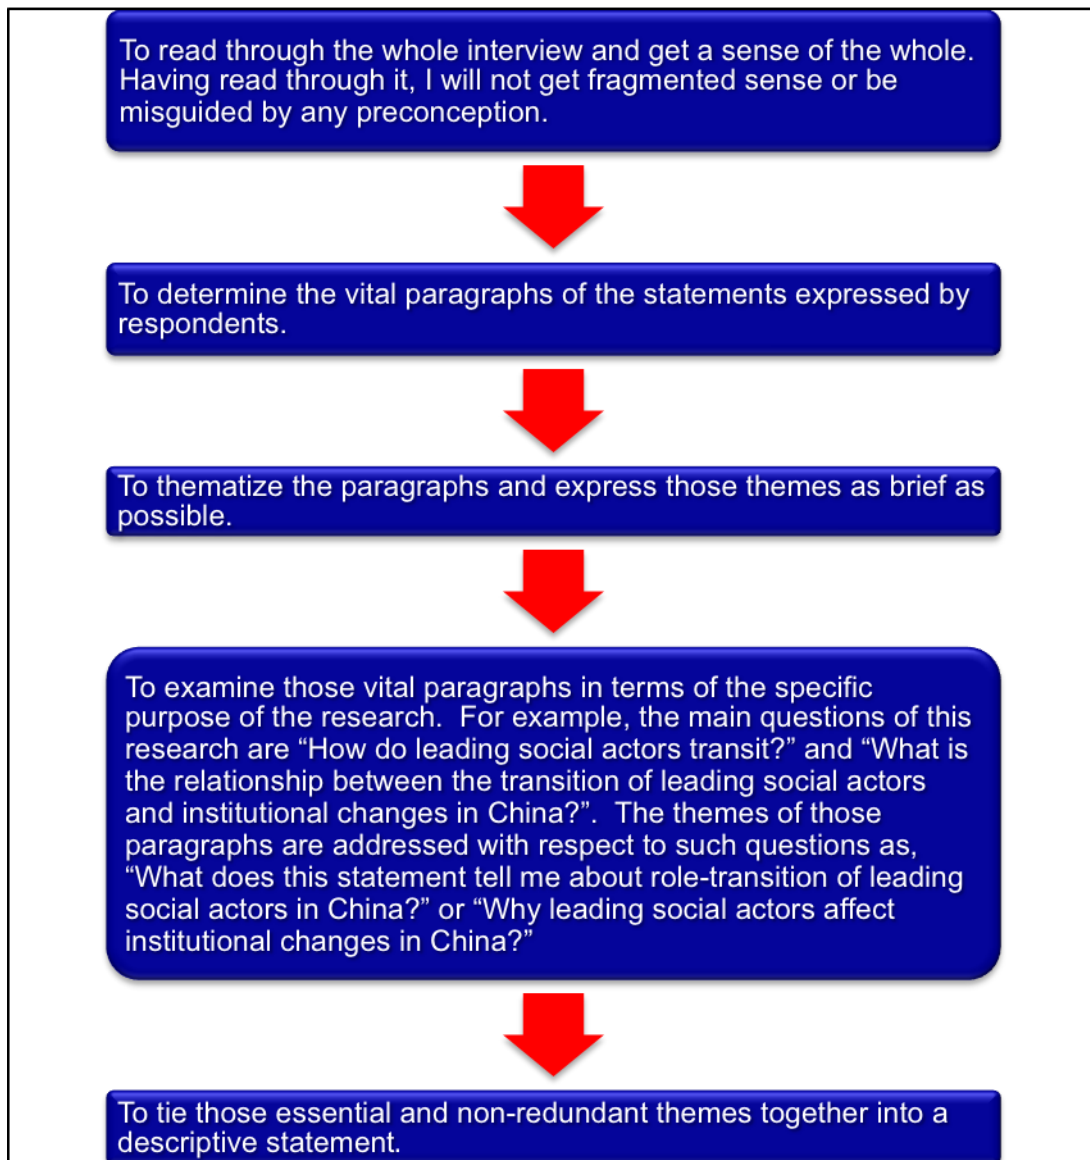 To read through the whole interview and get a sense of the whole.
Having read through it, I will not get fragmented sense or be
misguided by any preconception.
To determine the vital paragraphs of the statements expressed by
respondents.
To thematize the paragraphs and express those themes as brief as
possible.
To examine those vital paragraphs in terms of the specific
purpose of the research.  For example, the main questions of this
research are “How do leading social actors transit?” and “What is
the relationship between the transition of leading social actors
and institutional changes in China?”.  The themes of those
paragraphs are addressed with respect to such questions as,
“What does this statement tell me about role-transition of leading
social actors in China?” or “Why leading social actors affect
institutional changes in China?”
To tie those essential and non-redundant themes together into a
descriptive statement.